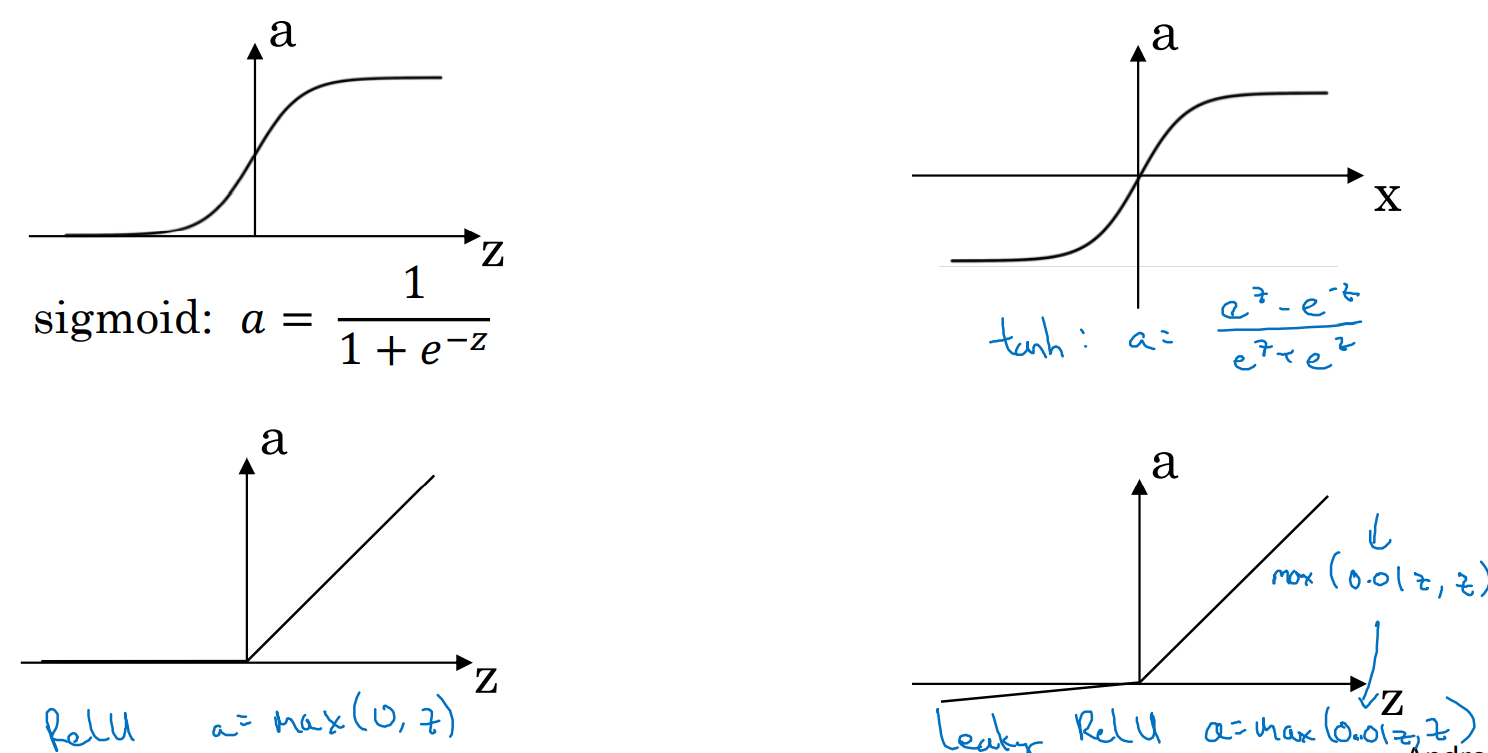 a
z
sigmoid: a = 1 / (1 + e^−z)
a
x
tanh: a = (e^z - e^-z) / (e^z + e^z)
a
z
ReLU a = max(0, z)
a
max(0.01z, z)
z
Leaky ReLU a = max(0.01z, z)